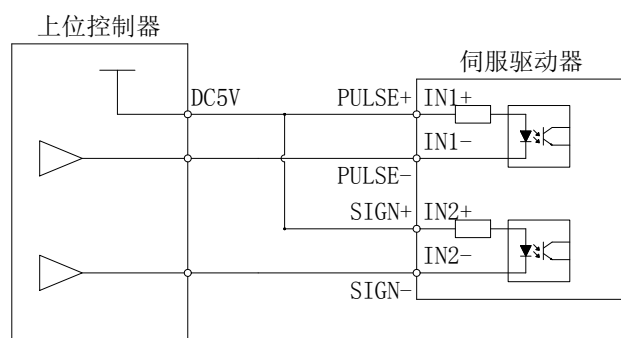 上位控制器
伺服驱动器
DC5V
PULSE+
IN1+
IN1-
PULSE-
SIGN+
IN2+
IN2-
SIGN-